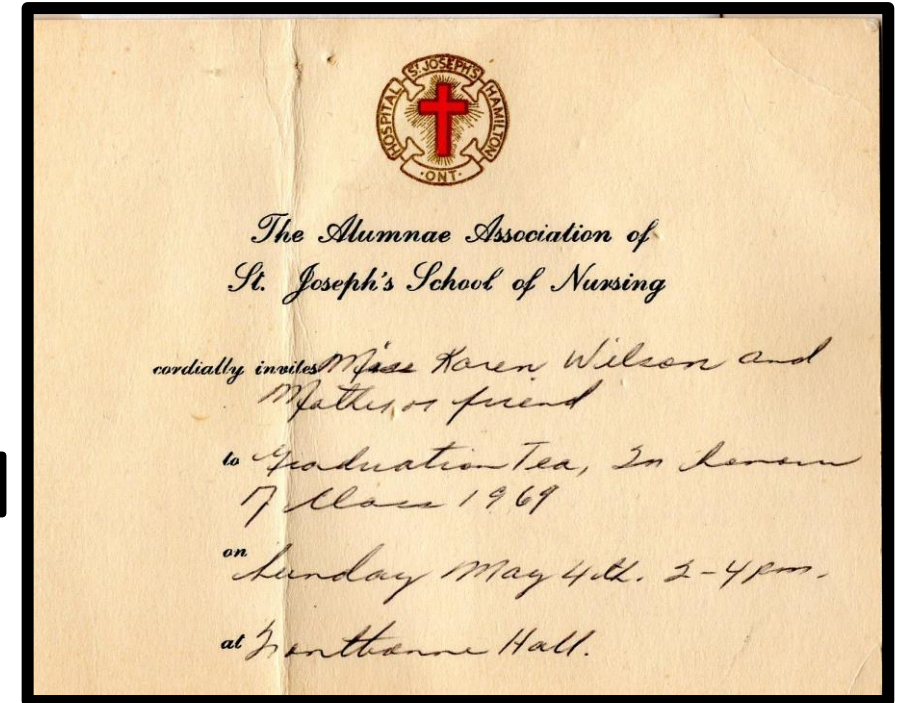 HOSPITAL ST. JOSEPH'S HAMILTON
·ONT·
The Alumnae Association of
St. Joseph's School of Nursing
cordially invites Miss Karen Wilson and
Mother or friend
to Graduation Tea, In honour
of Class 1969
on Sunday May 4th. 2-4 pm.
at Fontbonne Hall.